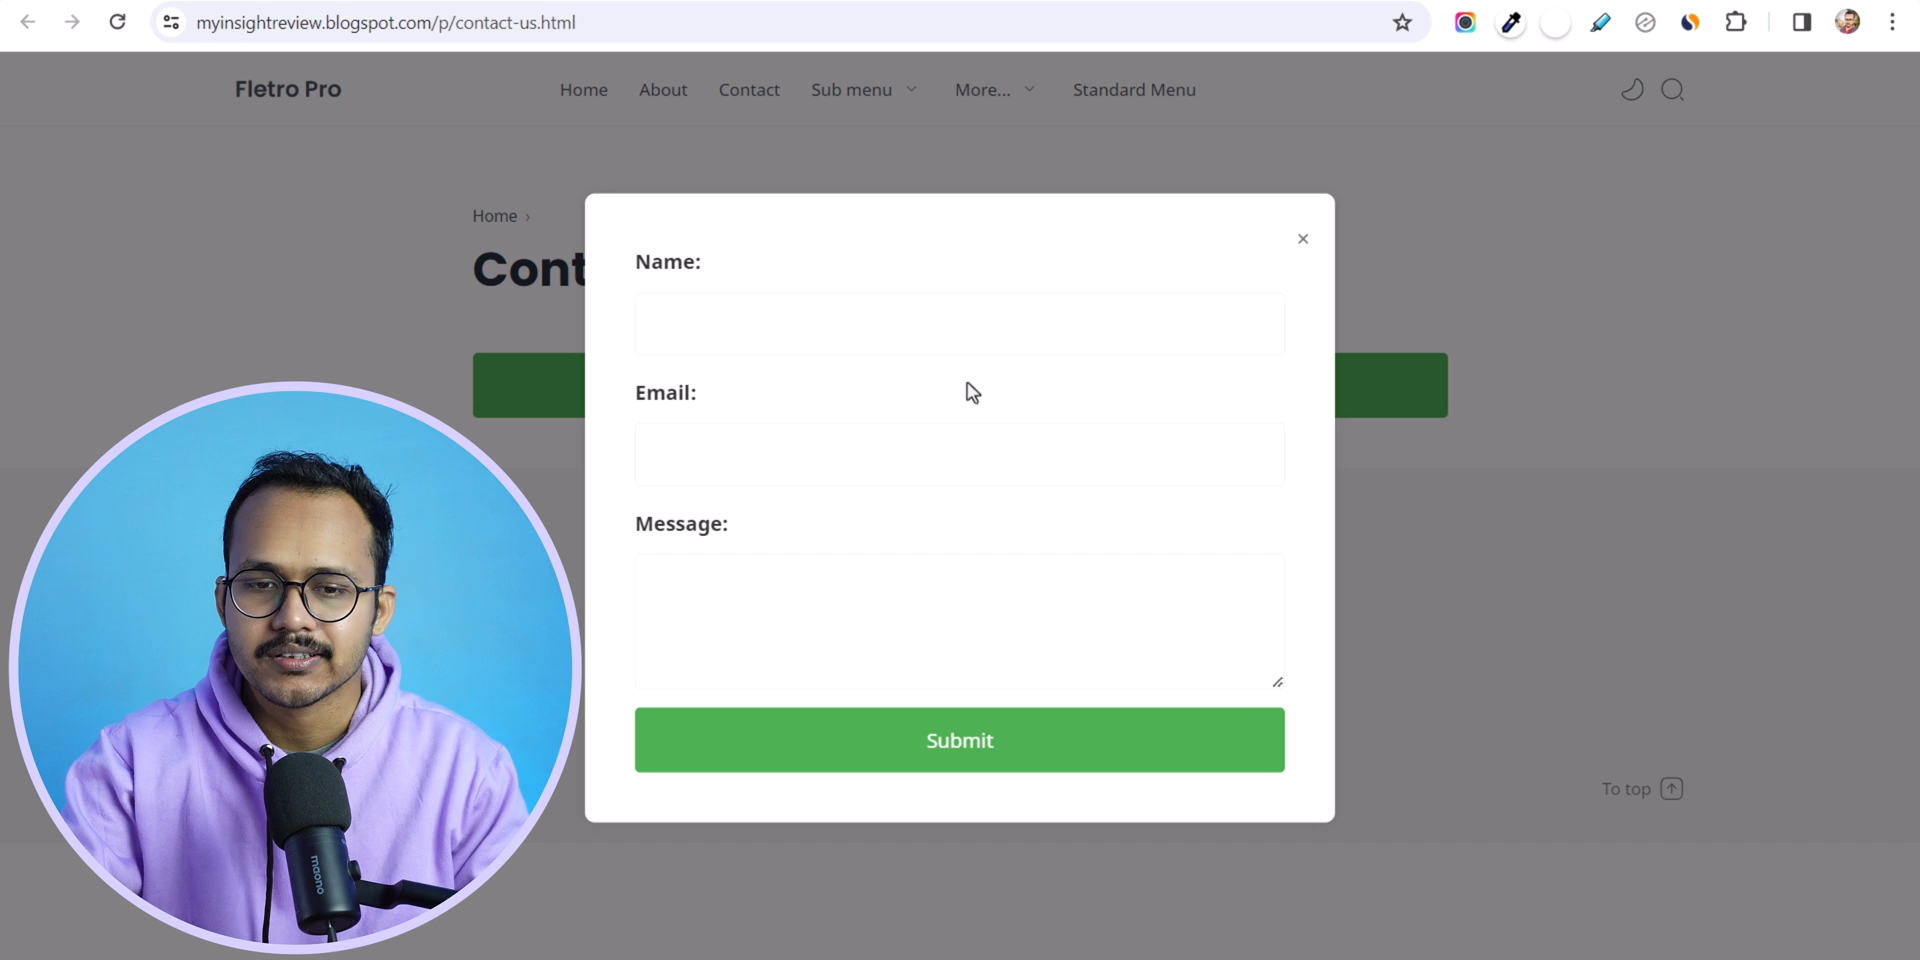 myinsightreview.blogspot.com/p/contact-us.html
Fletro Pro
Home
About
Contact
Sub menu
More...
Standard Menu
Home ›
Cont
×
Name:
Email:
Message:
Submit
To top
maono